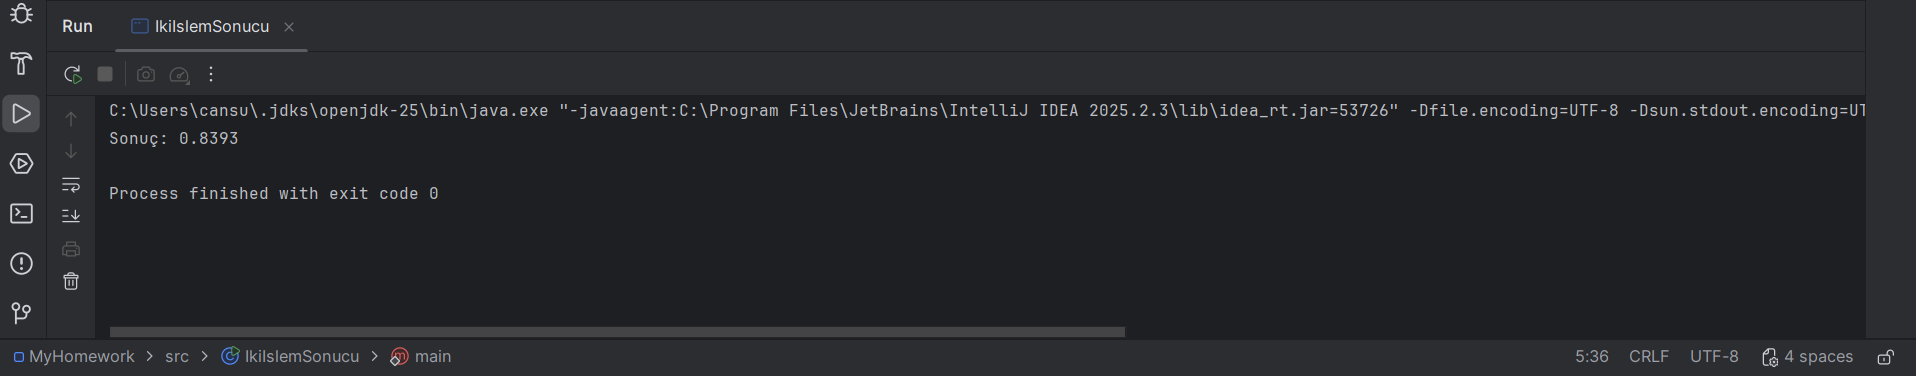 Run IkiIslemSonucu
C:\Users\cansu\.jdks\openjdk-25\bin\java.exe "-javaagent:C:\Program Files\JetBrains\IntelliJ IDEA 2025.2.3\lib\idea_rt.jar=53726" -Dfile.encoding=UTF-8 -Dsun.stdout.encoding=UT
Sonuç: 0.8393
Process finished with exit code 0
MyHomework > src > IkiIslemSonucu > main 5:36 CRLF UTF-8 4 spaces